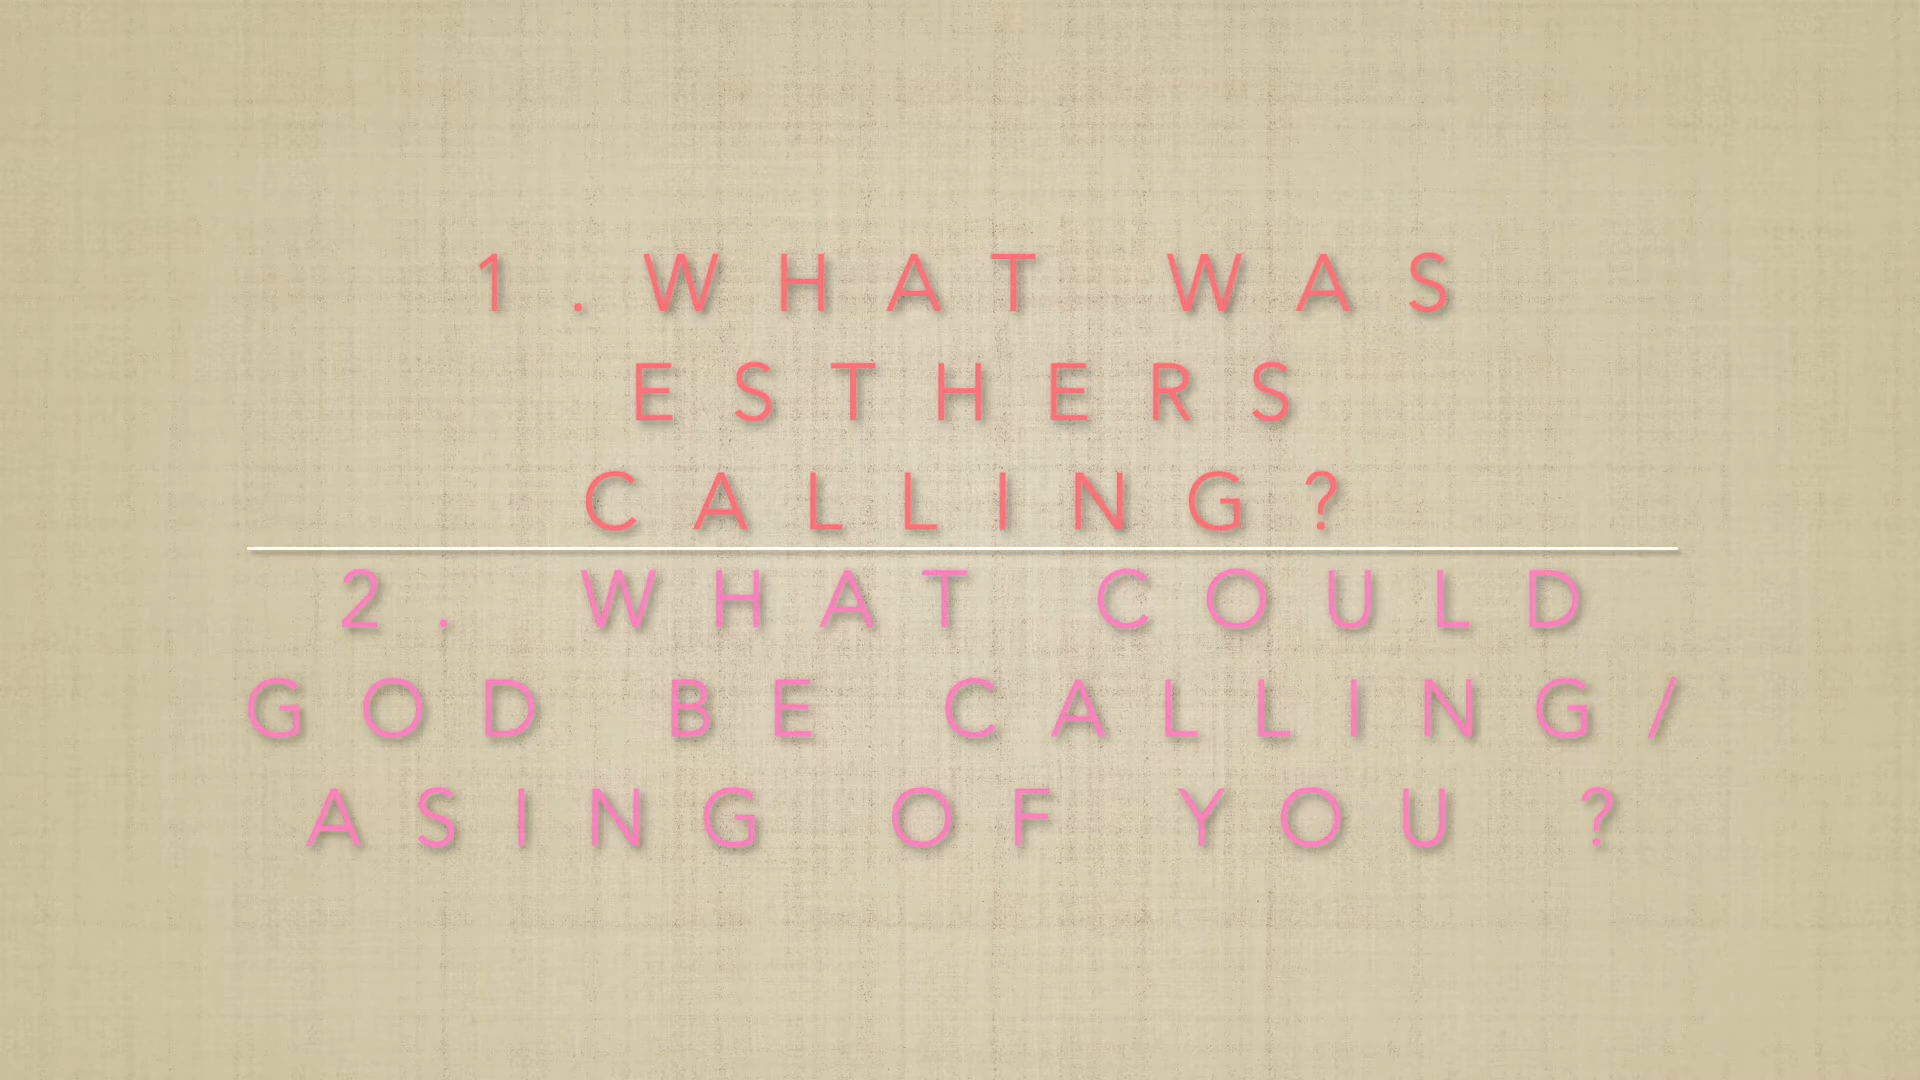 1.WHAT WAS
ESTHERS
CALLING?
2. WHAT COULD
GOD BE CALLING/
ASING OF YOU ?